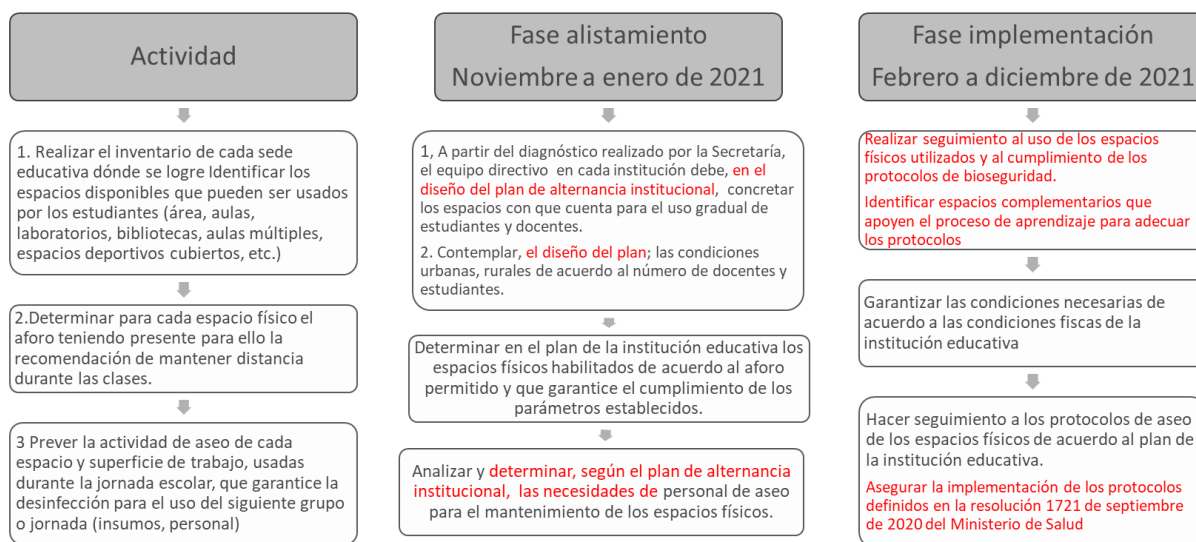 Actividad
1. Realizar el inventario de cada sede
educativa dónde se logre Identificar los
espacios disponibles que pueden ser usados
por los estudiantes (área, aulas,
laboratorios, bibliotecas, aulas múltiples,
espacios deportivos cubiertos, etc.)
2.Determinar para cada espacio físico el
aforo teniendo presente para ello la
recomendación de mantener distancia
durante las clases.
3 Prever la actividad de aseo de cada
espacio y superficie de trabajo, usadas
durante la jornada escolar, que garantice la
desinfección para el uso del siguiente grupo
o jornada (insumos, personal)
Fase alistamiento
Noviembre a enero de 2021
1, A partir del diagnóstico realizado por la Secretaría,
el equipo directivo en cada institución debe, en el
diseño del plan de alternancia institucional, concretar
los espacios con que cuenta para el uso gradual de
estudiantes y docentes.
2. Contemplar, el diseño del plan; las condiciones
urbanas, rurales de acuerdo al número de docentes y
estudiantes.
Determinar en el plan de la institución educativa los
espacios físicos habilitados de acuerdo al aforo
permitido y que garantice el cumplimiento de los
parámetros establecidos.
Analizar y determinar, según el plan de alternancia
institucional, las necesidades de personal de aseo
para el mantenimiento de los espacios físicos.
Fase implementación
Febrero a diciembre de 2021
Realizar seguimiento al uso de los espacios
físicos utilizados y al cumplimiento de los
protocolos de bioseguridad.
Identificar espacios complementarios que
apoyen el proceso de aprendizaje para adecuar
los protocolos
Garantizar las condiciones necesarias de
acuerdo a las condiciones fiscas de la
institución educativa
Hacer seguimiento a los protocolos de aseo
de los espacios físicos de acuerdo al plan de
la institución educativa.
Asegurar la implementación de los protocolos
definidos en la resolución 1721 de septiembre
de 2020 del Ministerio de Salud